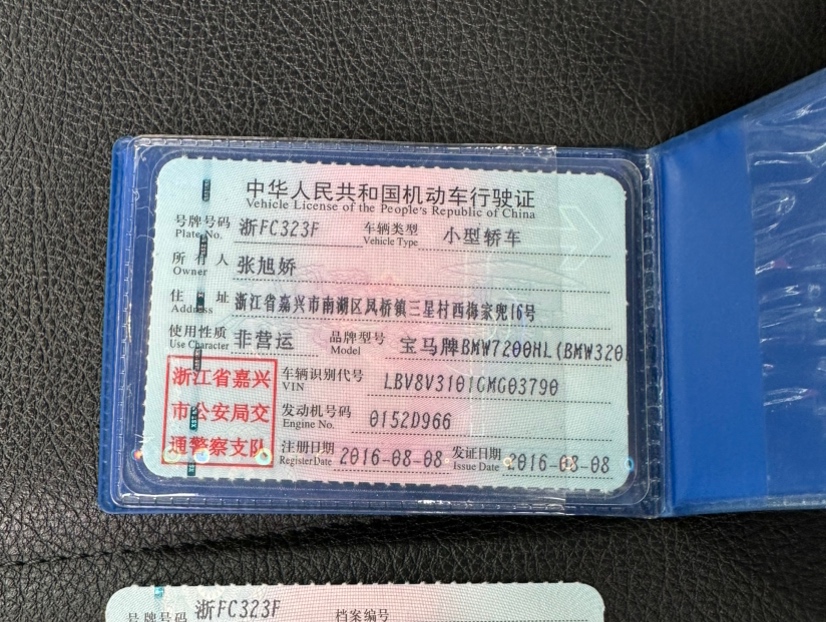 中华人民共和国机动车行驶证
Vehicle License of the People's Republic of China
号牌号码 浙FC323F 车辆类型 小型轿车
Plate No. Vehicle Type
所有人 张旭娇
Owner
住址 浙江省嘉兴市南湖区凤桥镇三星村西梅家兜16号
Address
使用性质 非营运 品牌型号 宝马牌BMW7200HL(BMW320
Use Character Model
浙江省嘉兴
市公安局交
通警察支队
车辆识别代号 LBV8V3101GMG03790
VIN
发动机号码 0152D966
Engine No.
注册日期 2016-08-08 发证日期 2016-08-08
Register Date Issue Date
号牌号码 浙FC323F 档案编号